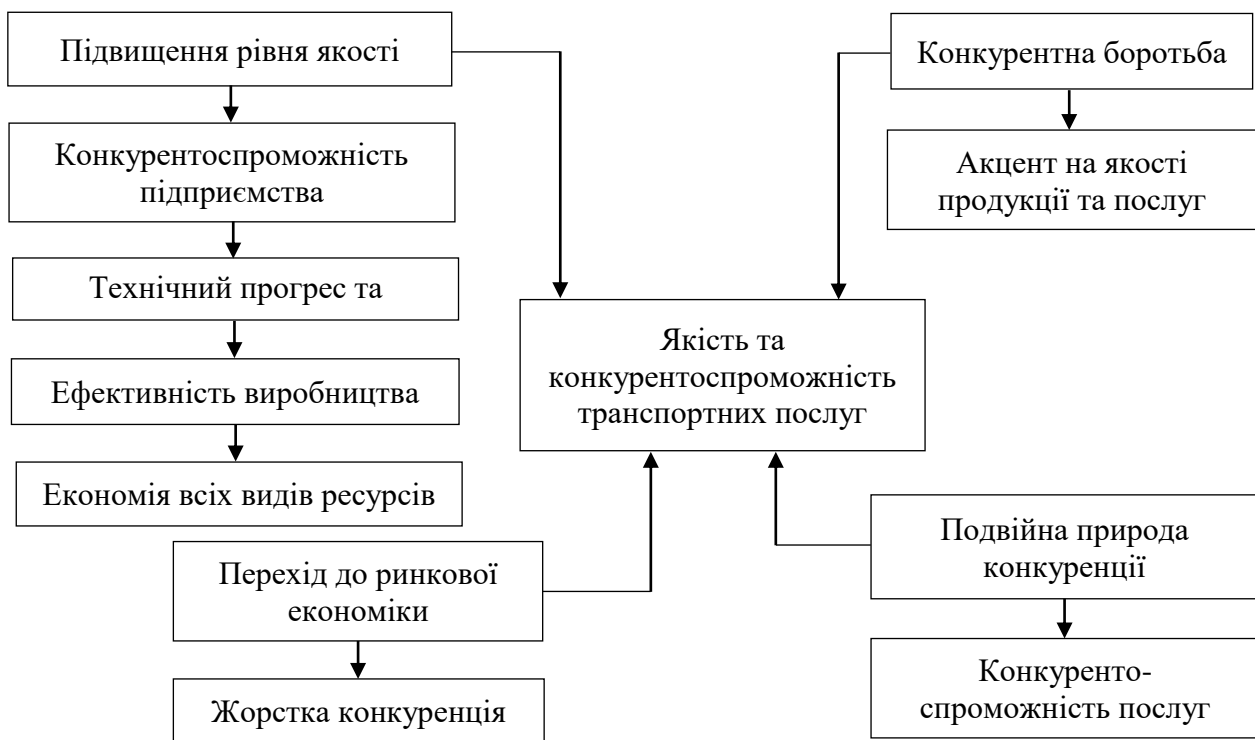 Підвищення рівня якості
Конкурентоспроможність
підприємства
Технічний прогрес та
Ефективність виробництва
Економія всіх видів ресурсів
Конкурентна боротьба
Акцент на якості
продукції та послуг
Якість та
конкурентоспроможність
транспортних послуг
Перехід до ринкової
економіки
Жорстка конкуренція
Подвійна природа
конкуренції
Конкуренто-
спроможність послуг